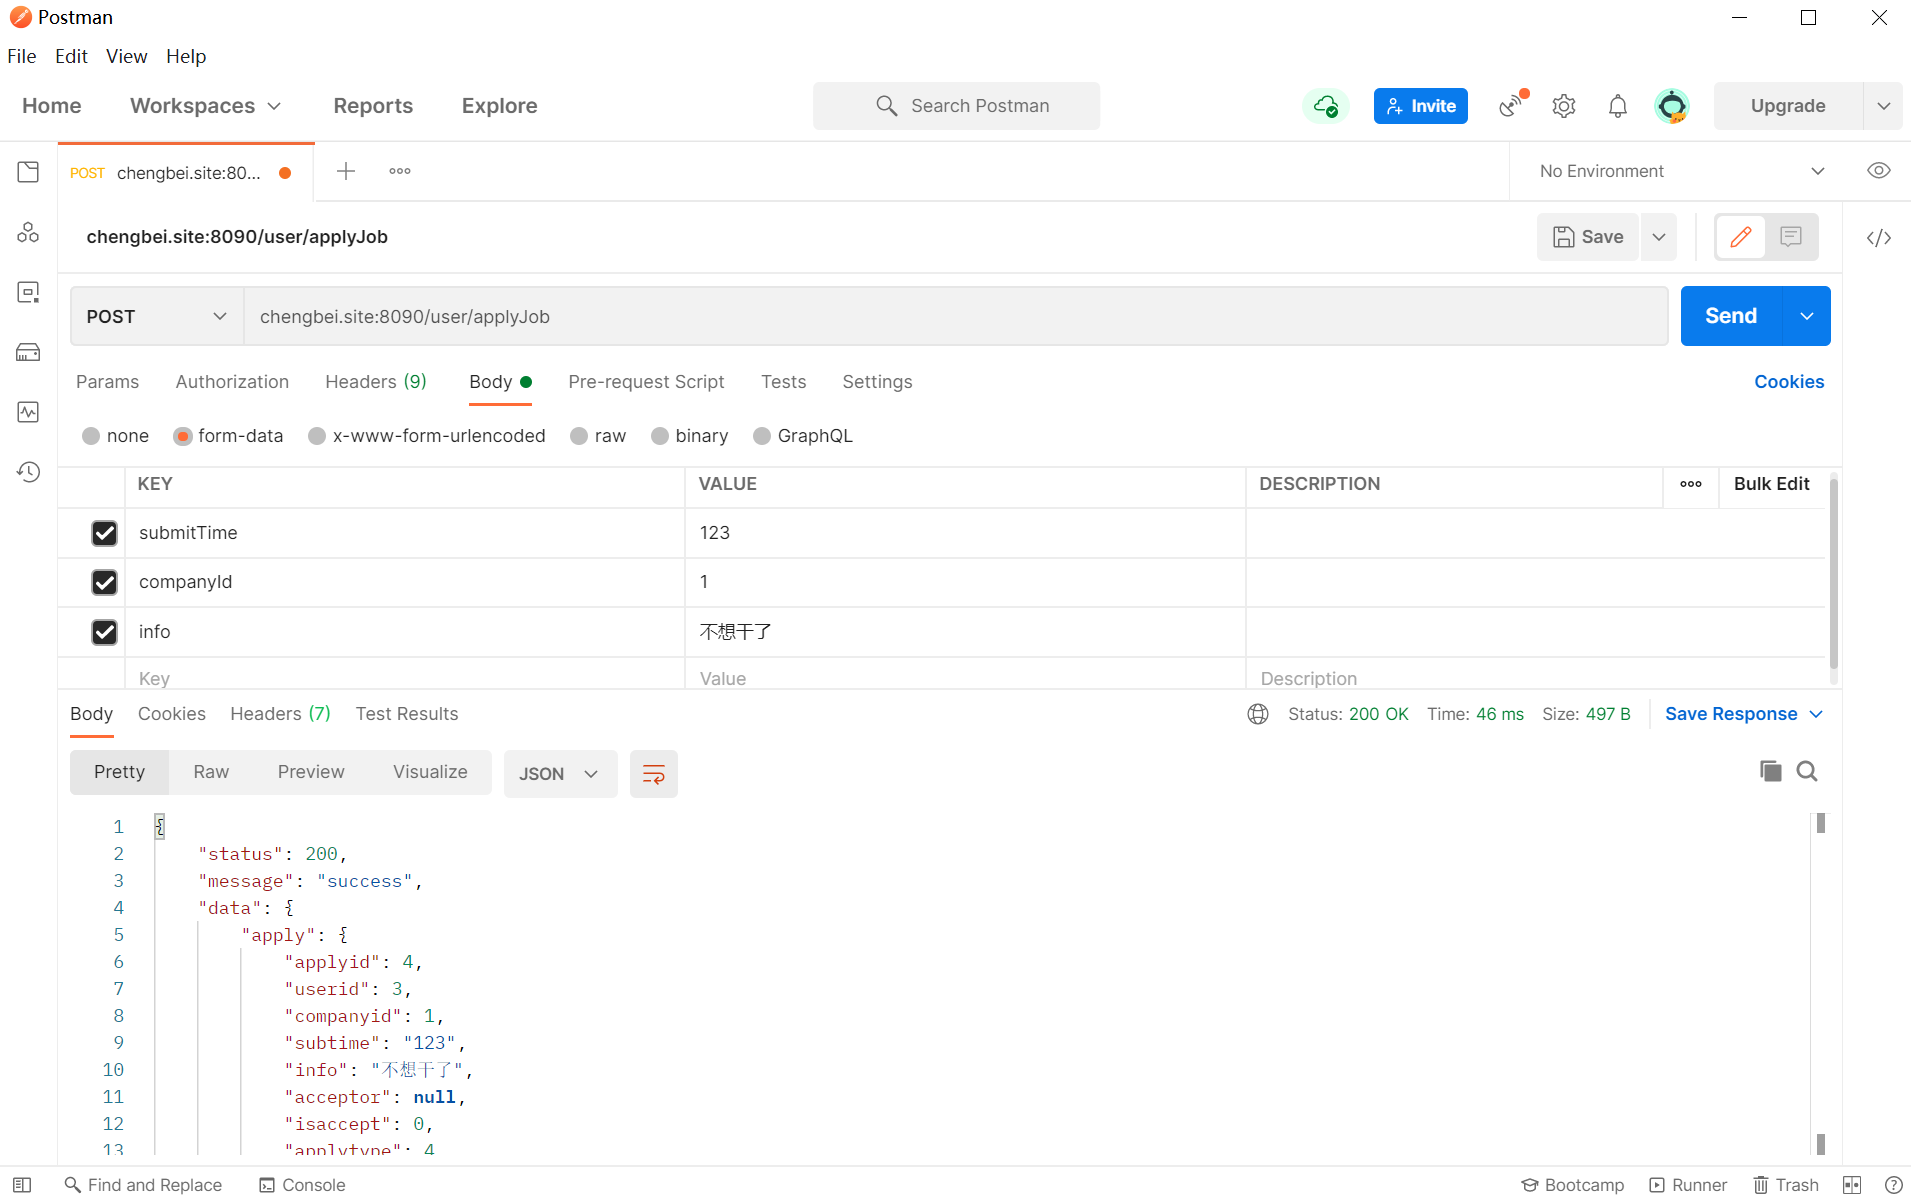 Postman
File Edit View Help
Home Workspaces Reports Explore Search Postman Invite Upgrade
POST chengbei.site:80... No Environment
chengbei.site:8090/user/applyJob Save
POST chengbei.site:8090/user/applyJob Send
Params Authorization Headers (9) Body Pre-request Script Tests Settings Cookies
none form-data x-www-form-urlencoded raw binary GraphQL
KEY VALUE DESCRIPTION Bulk Edit
submitTime 123
companyId 1
info 不想干了
Key Value Description
Body Cookies Headers (7) Test Results Status: 200 OK Time: 46 ms Size: 497 B Save Response
Pretty Raw Preview Visualize JSON
1 {
2 "status": 200,
3 "message": "success",
4 "data": {
5 "apply": {
6 "applyid": 4,
7 "userid": 3,
8 "companyid": 1,
9 "subtime": "123",
10 "info": "不想干了",
11 "acceptor": null,
12 "isaccept": 0,
13 "applytype": 4
Find and Replace Console Bootcamp Runner Trash